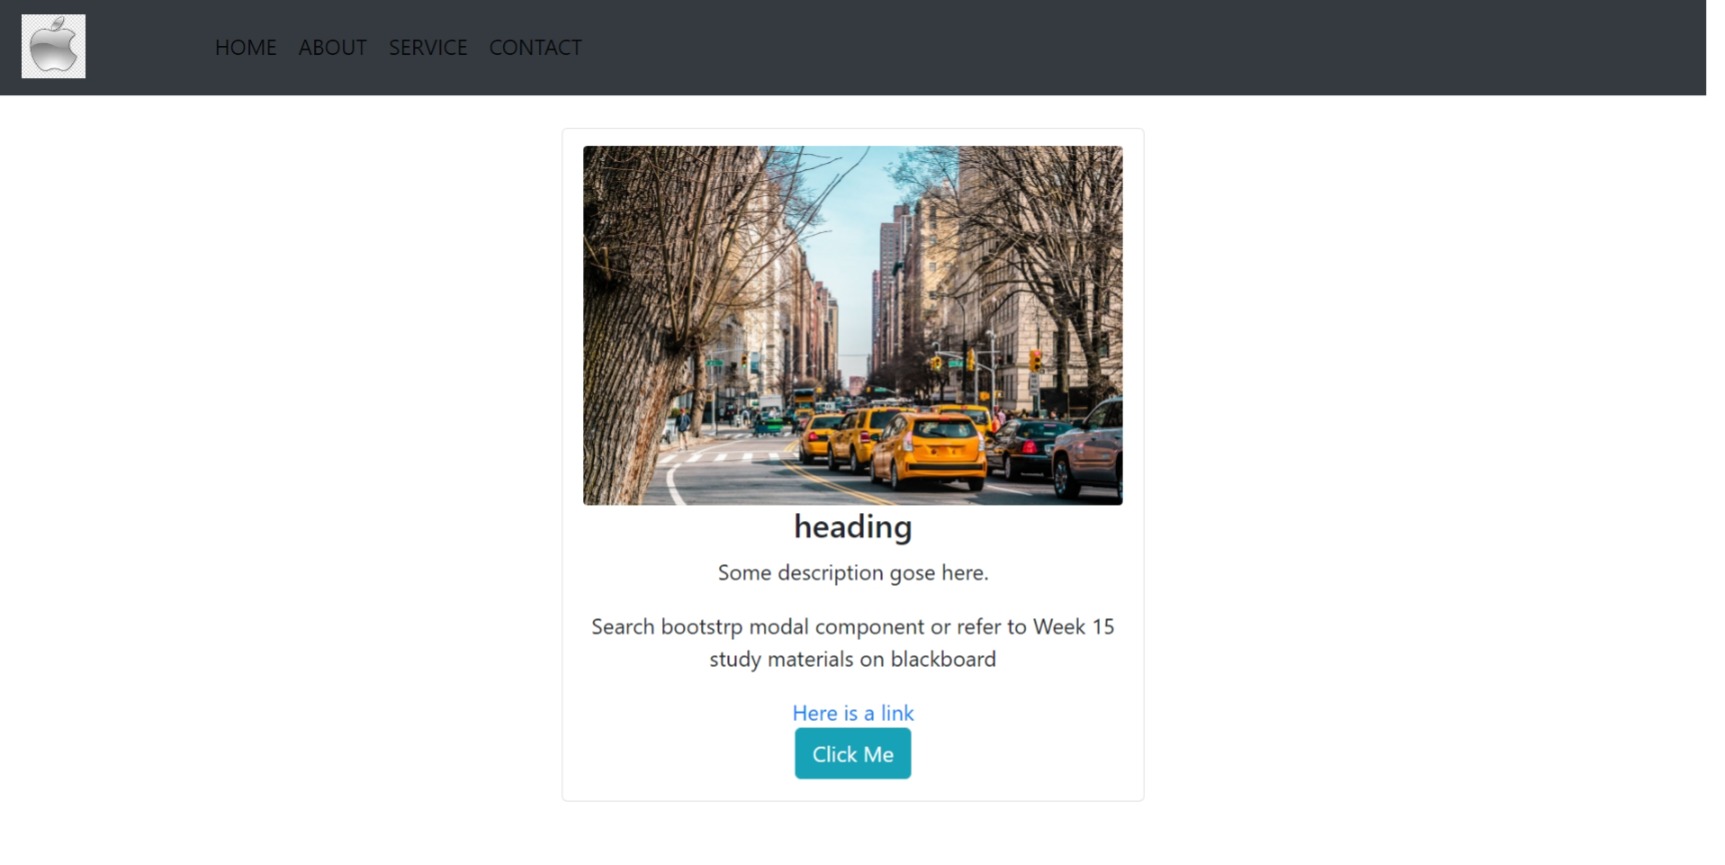 HOME ABOUT SERVICE CONTACT
heading
Some description gose here.
Search bootstrp modal component or refer to Week 15
study materials on blackboard
Here is a link
Click Me